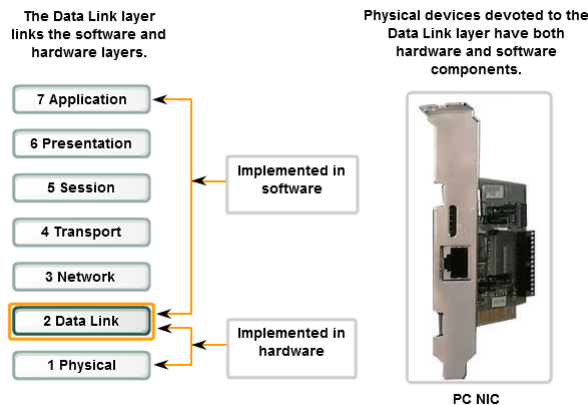 The Data Link layer
links the software and
hardware layers.
Physical devices devoted to the
Data Link layer have both
hardware and software
components.
7 Application
6 Presentation
5 Session
4 Transport
3 Network
2 Data Link
1 Physical
Implemented in
software
Implemented in
hardware
PC NIC